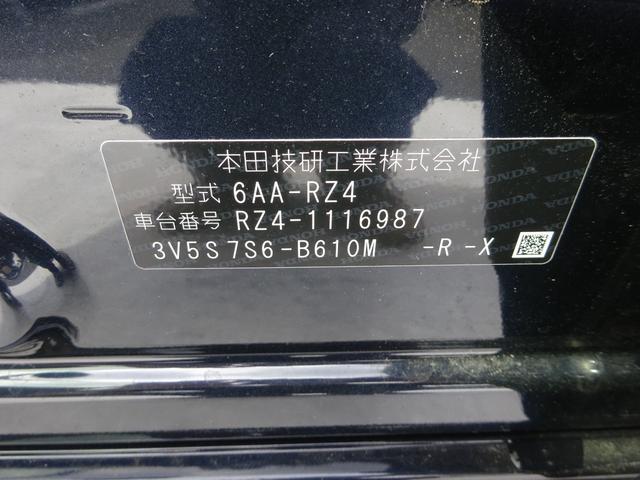 本田技研工業株式会社
型式 6AA-RZ4
車台番号 RZ4-1116987
3V5S7S6-B610M -R -X